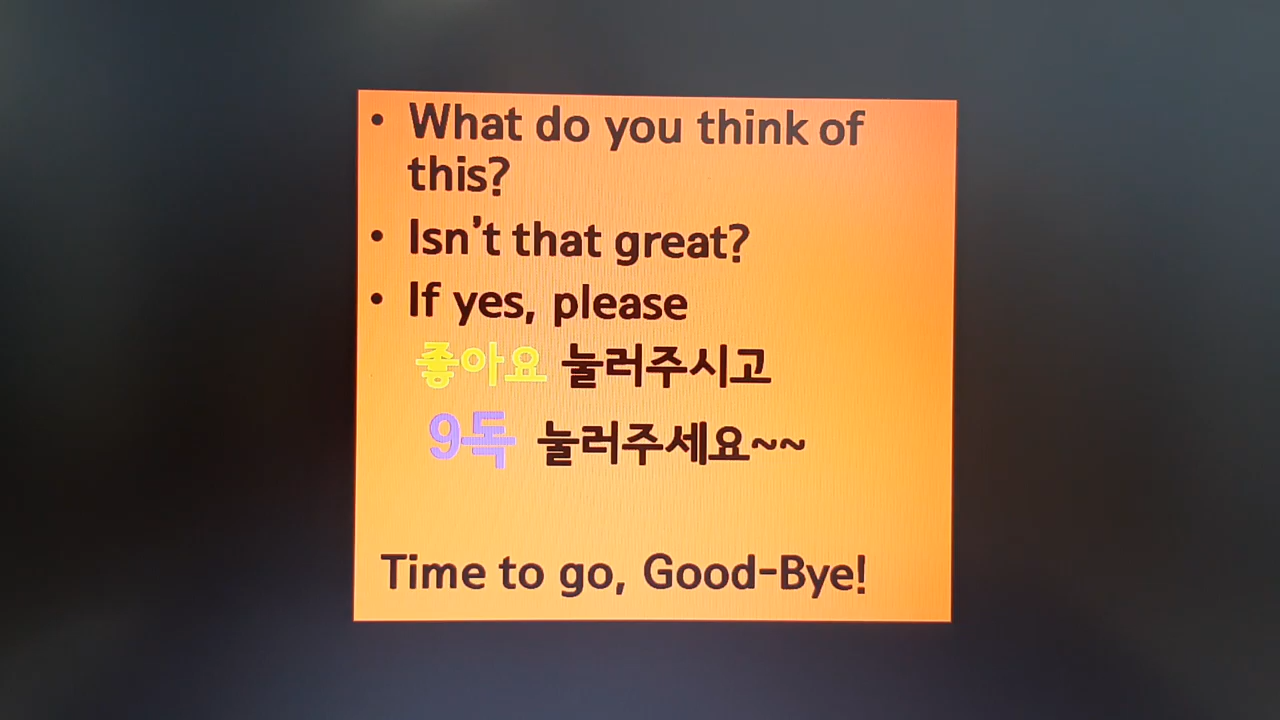 • What do you think of
this?
• Isn't that great?
• If yes, please
좋아요 눌러주시고
9독 눌러주세요~~
Time to go, Good-Bye!